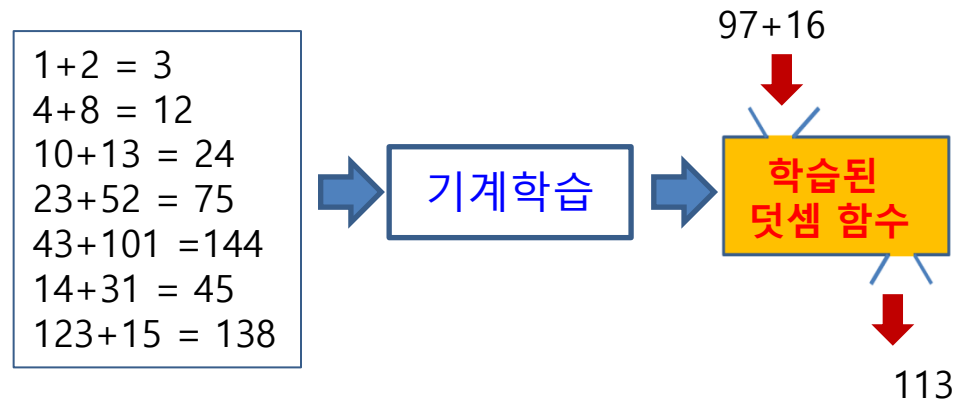 1+2 = 3
4+8 = 12
10+13 = 24
23+52 = 75
43+101 =144
14+31 = 45
123+15 = 138
기계학습
97+16
학습된
덧셈 함수
113